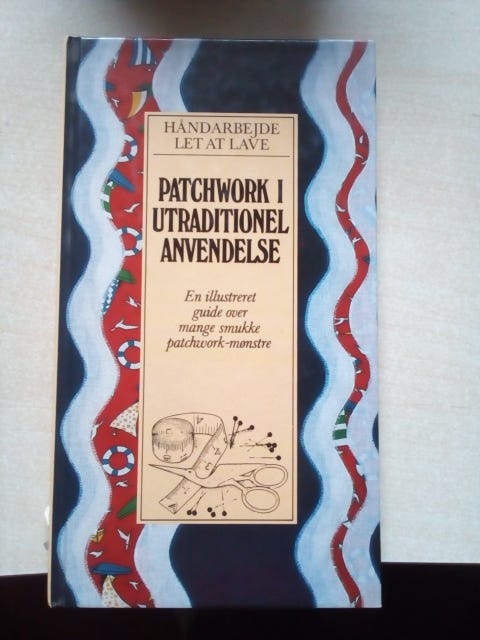 HÅNDARBEJDE
LET AT LAVE
PATCHWORK I
UTRADITIONEL
ANVENDELSE
En illustreret
guide over
mange smukke
patchwork-mønstre